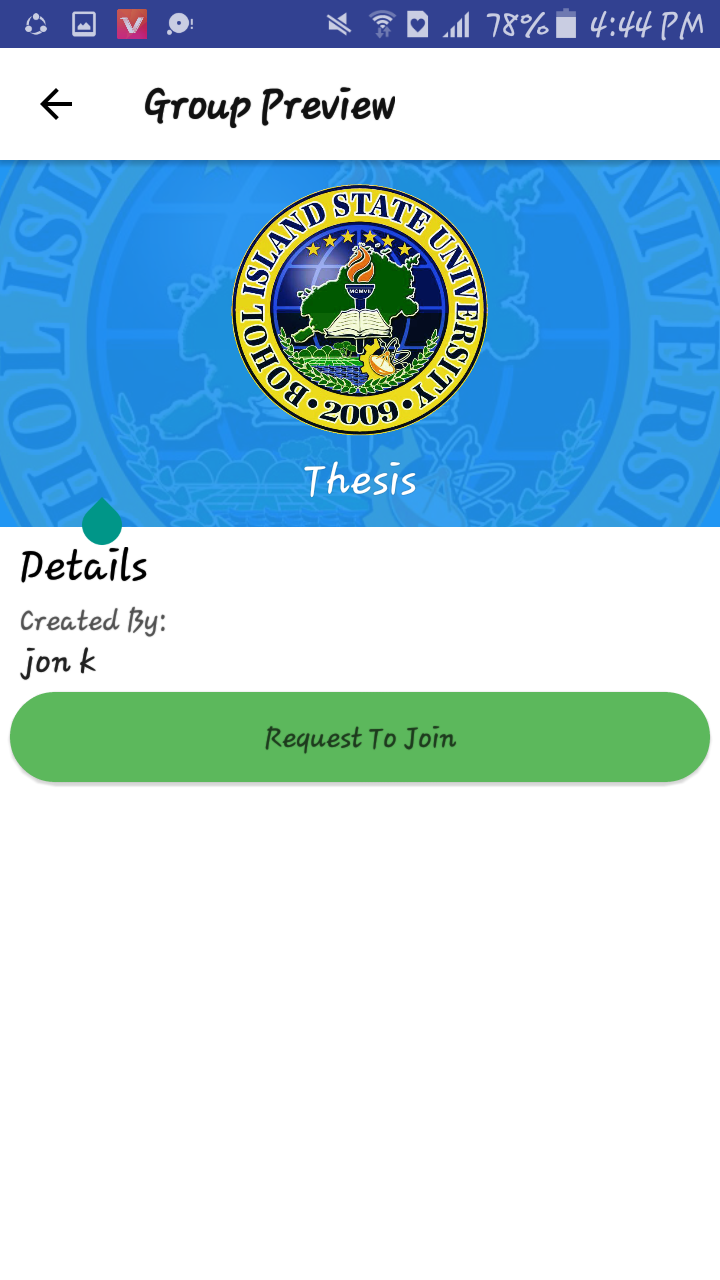 78% 4:44 PM
Group Preview
BOHOL ISLAND STATE UNIVERSITY
MCMVII
• 2009 •
Thesis
Details
Created By:
jon k
Request To Join